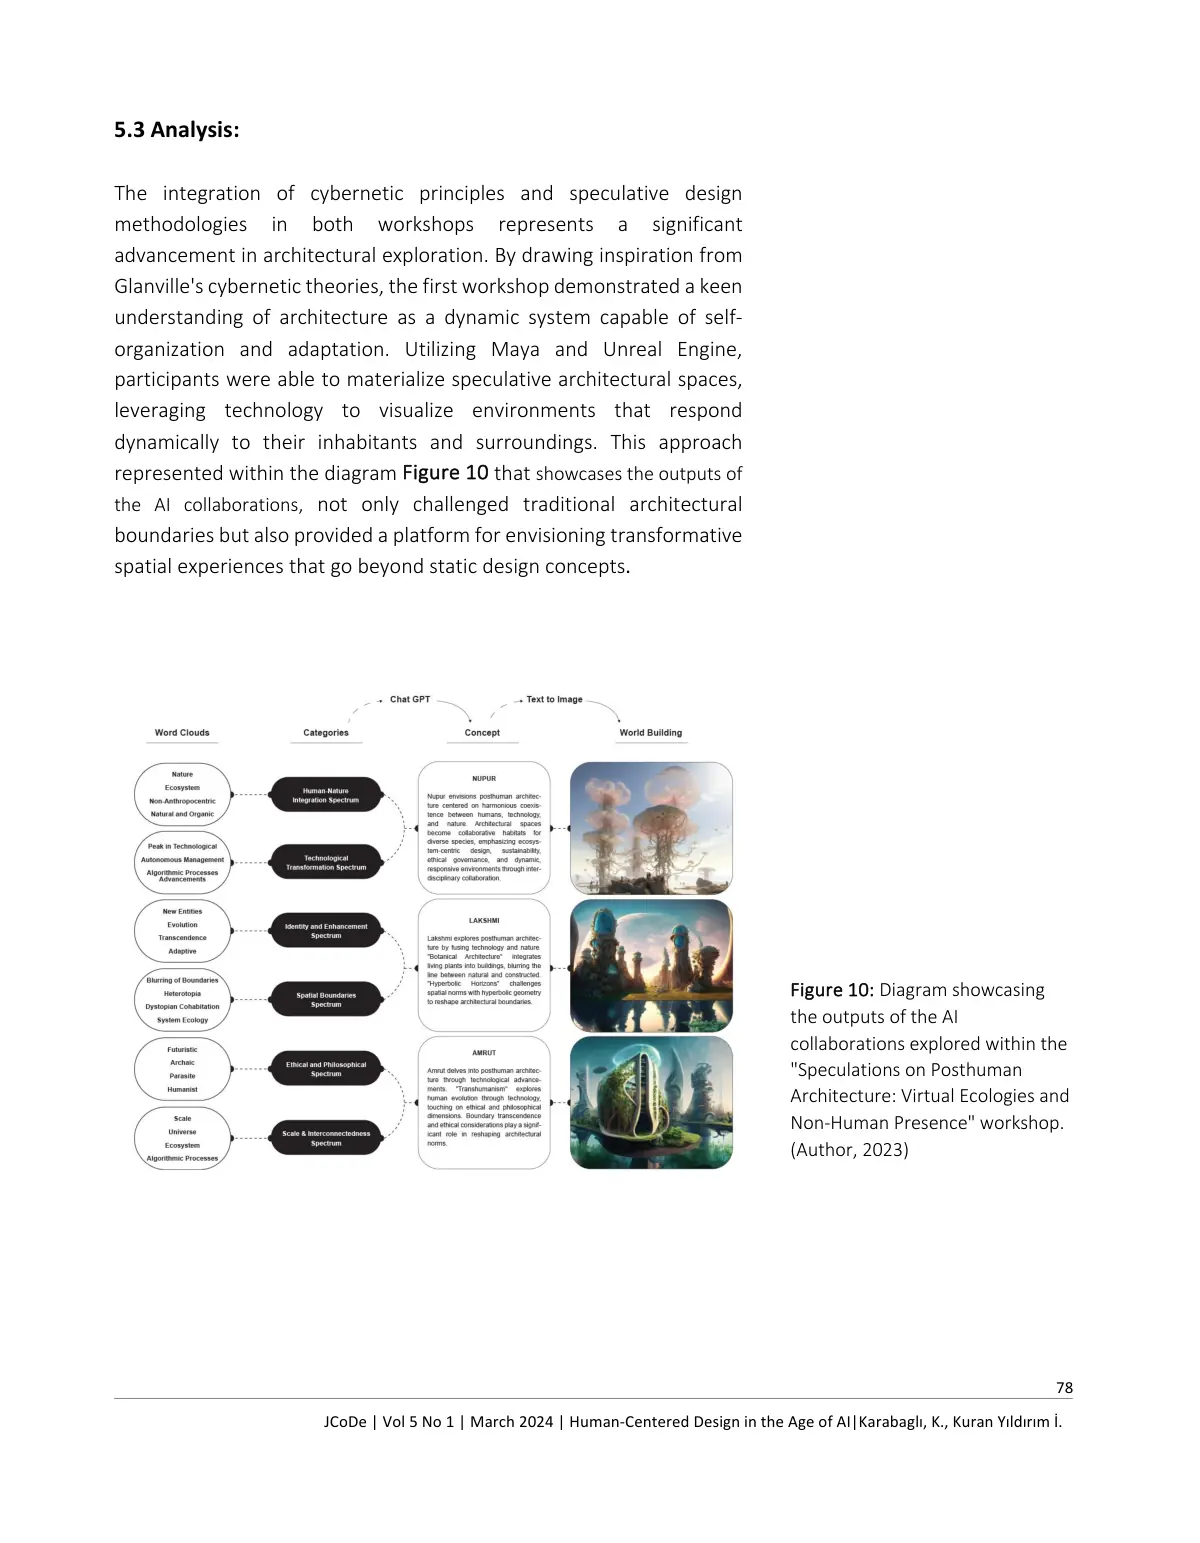 5.3 Analysis:
The integration of cybernetic principles and speculative design
methodologies in both workshops represents a significant
advancement in architectural exploration. By drawing inspiration from
Glanville's cybernetic theories, the first workshop demonstrated a keen
understanding of architecture as a dynamic system capable of self-
organization and adaptation. Utilizing Maya and Unreal Engine,
participants were able to materialize speculative architectural spaces,
leveraging technology to visualize environments that respond
dynamically to their inhabitants and surroundings. This approach
represented within the diagram Figure 10 that showcases the outputs of
the AI collaborations, not only challenged traditional architectural
boundaries but also provided a platform for envisioning transformative
spatial experiences that go beyond static design concepts.
Chat GPT
Text to Image
Word Clouds
Categories
Concept
World Building
Nature
Ecosystem
Non-Anthropocentric
Natural and Organic
Human-Nature
Integration Spectrum
Peak in Technological
Autonomous Management
Algorithmic Processes
Advancements
Technological
Transformation Spectrum
NUPUR
Nupur envisions posthuman architec-
ture centered on harmonious coexis-
tence between humans, technology,
and nature. Architectural spaces
become collaborative habitats for
diverse species, emphasizing ecosys-
tem-centric design, sustainability,
ethical governance, and dynamic,
responsive environments through inter-
disciplinary collaboration.
New Entities
Evolution
Transcendence
Adaptive
Identity and Enhancement
Spectrum
Blurring of Boundaries
Heterotopia
Dystopian Cohabitation
System Ecology
Spatial Boundaries
Spectrum
LAKSHMI
Lakshmi explores posthuman architec-
ture by fusing technology and nature
"Botanical Architecture" integrates
living plants into buildings, blurring the
line between natural and constructed.
"Hyperbolic Horizons" challenges
spatial norms with hyperbolic geometry
to reshape architectural boundaries.
Futuristic
Archaic
Parasite
Humanist
Ethical and Philosophical
Spectrum
Scale
Universe
Ecosystem
Algorithmic Processes
Scale & Interconnectedness
Spectrum
AMRUT
Amrut delves into posthuman architec-
ture through technological advance-
ments. "Transhumanism" explores
human evolution through technology,
touching on ethical and philosophical
dimensions. Boundary transcendence
and ethical considerations play a signif-
icant role in reshaping architectural
norms.
Figure 10: Diagram showcasing
the outputs of the AI
collaborations explored within the
"Speculations on Posthuman
Architecture: Virtual Ecologies and
Non-Human Presence" workshop.
(Author, 2023)
78
JCoDe | Vol 5 No 1 | March 2024 | Human-Centered Design in the Age of AI|Karabaglı, K., Kuran Yıldırım İ.